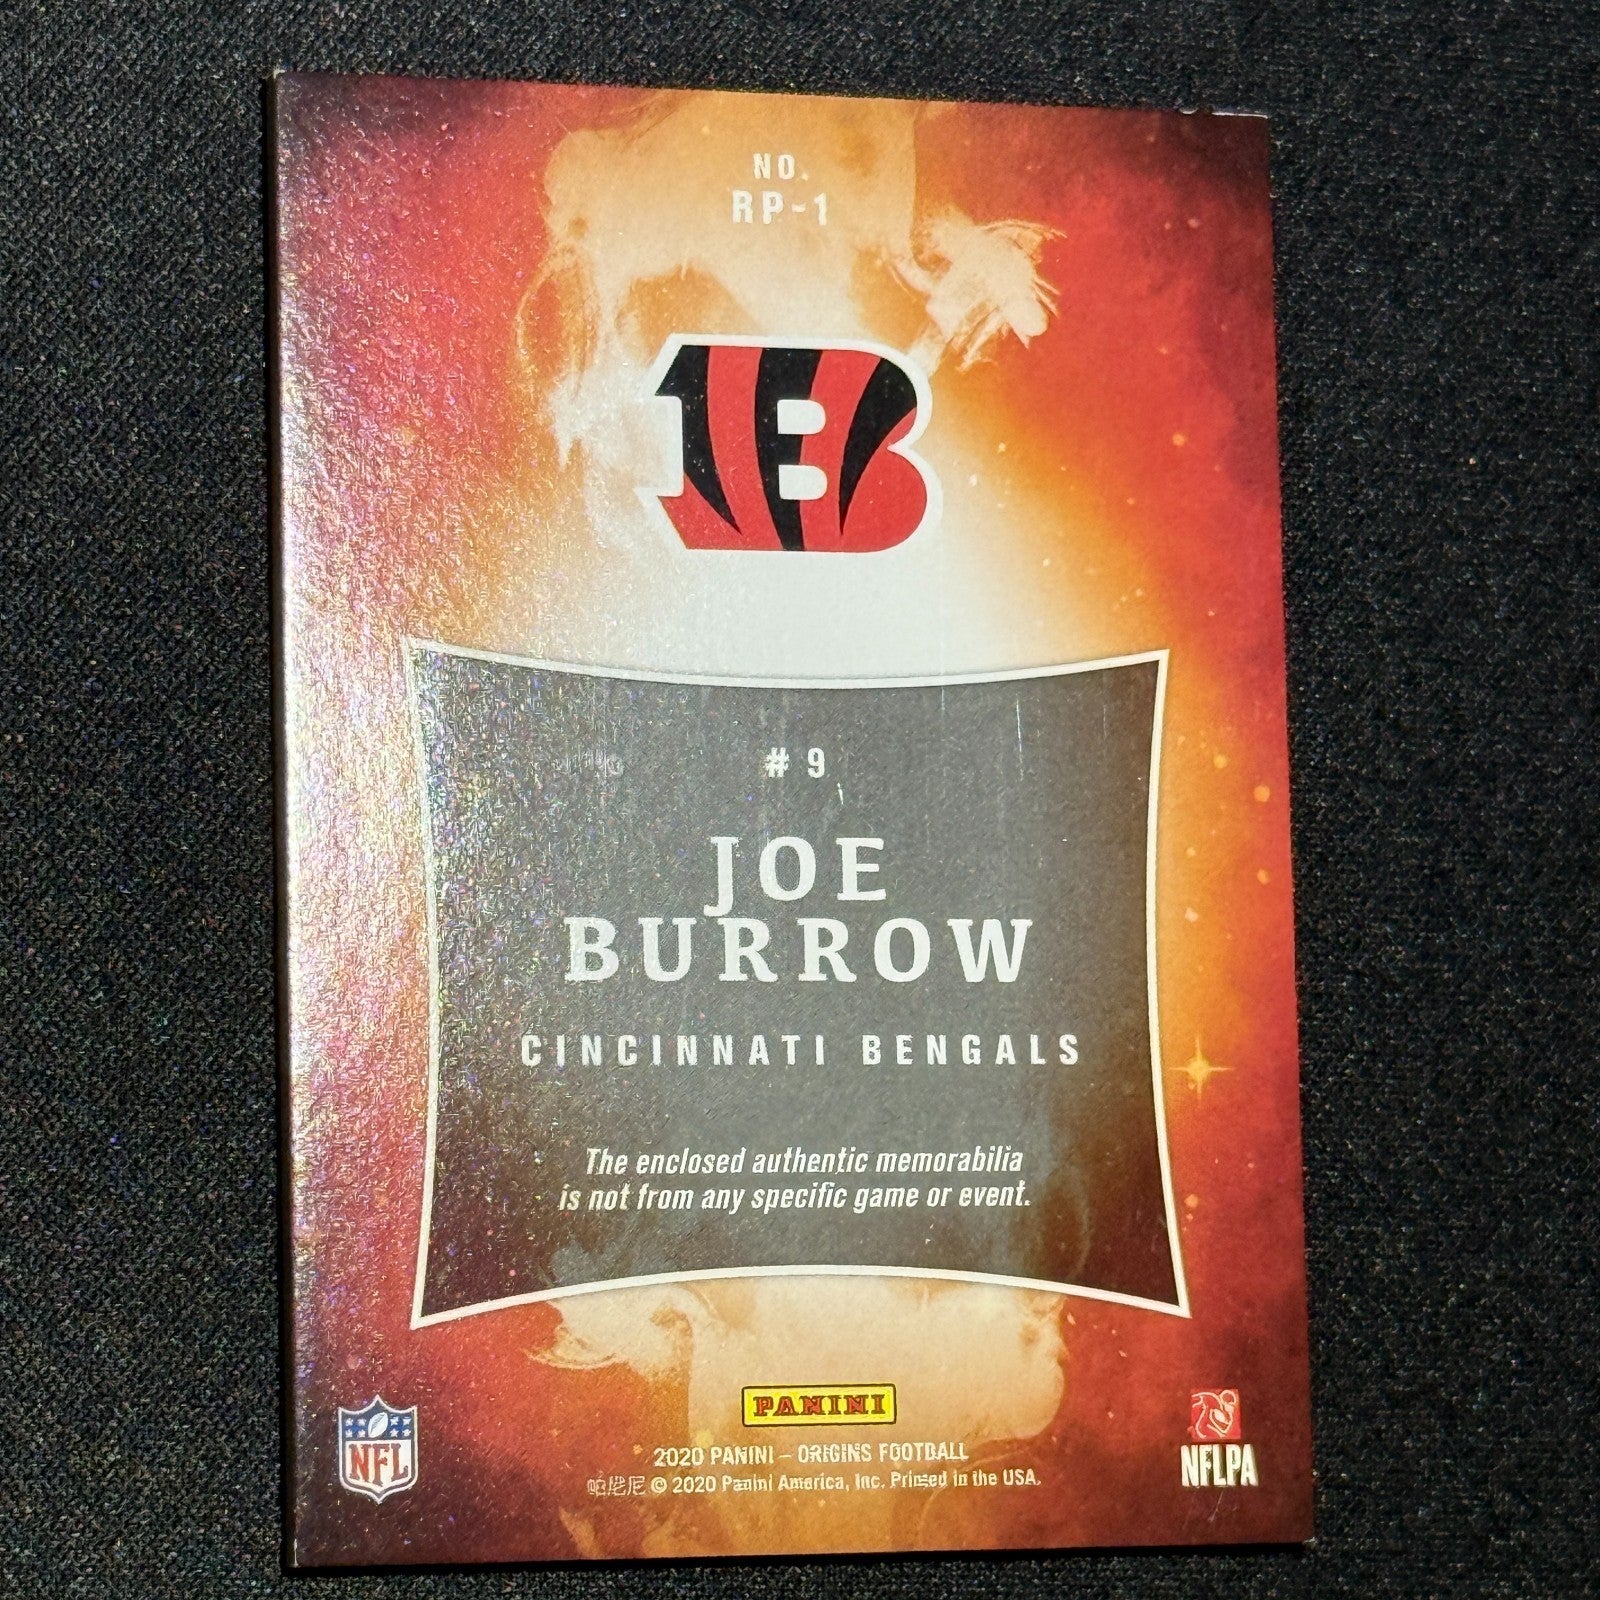 NO.
RP-1
B
# 9
JOE
BURROW
CINCINNATI BENGALS
The enclosed authentic memorabilia
is not from any specific game or event.
PANINI
2020 PANINI – ORIGINS FOOTBALL
帕尼尼 © 2020 Panini America, Inc. Printed in the USA.
NFL
NFLPA